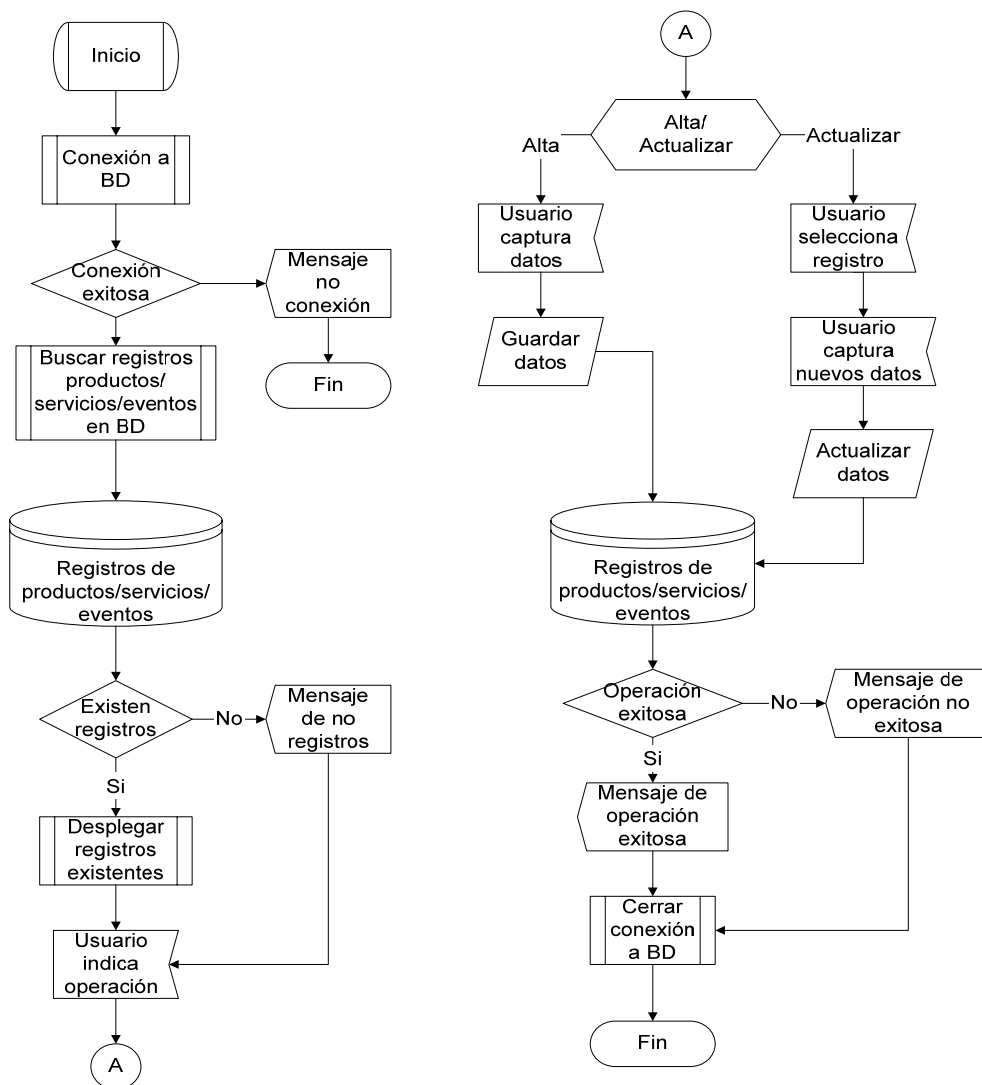 Inicio
Conexión a
BD
Conexión
exitosa
Mensaje
no
conexión
Fin
Buscar registros
productos/
servicios/eventos
en BD
Registros de
productos/servicios/
eventos
Existen
registros
No
Mensaje
de no
registros
Si
Desplegar
registros
existentes
Usuario
indica
operación
A
A
Alta/
Actualizar
Alta
Actualizar
Usuario
captura
datos
Usuario
selecciona
registro
Guardar
datos
Usuario
captura
nuevos datos
Actualizar
datos
Registros de
productos/servicios/
eventos
Operación
exitosa
No
Mensaje de
operación no
exitosa
Si
Mensaje de
operación
exitosa
Cerrar
conexión
a BD
Fin